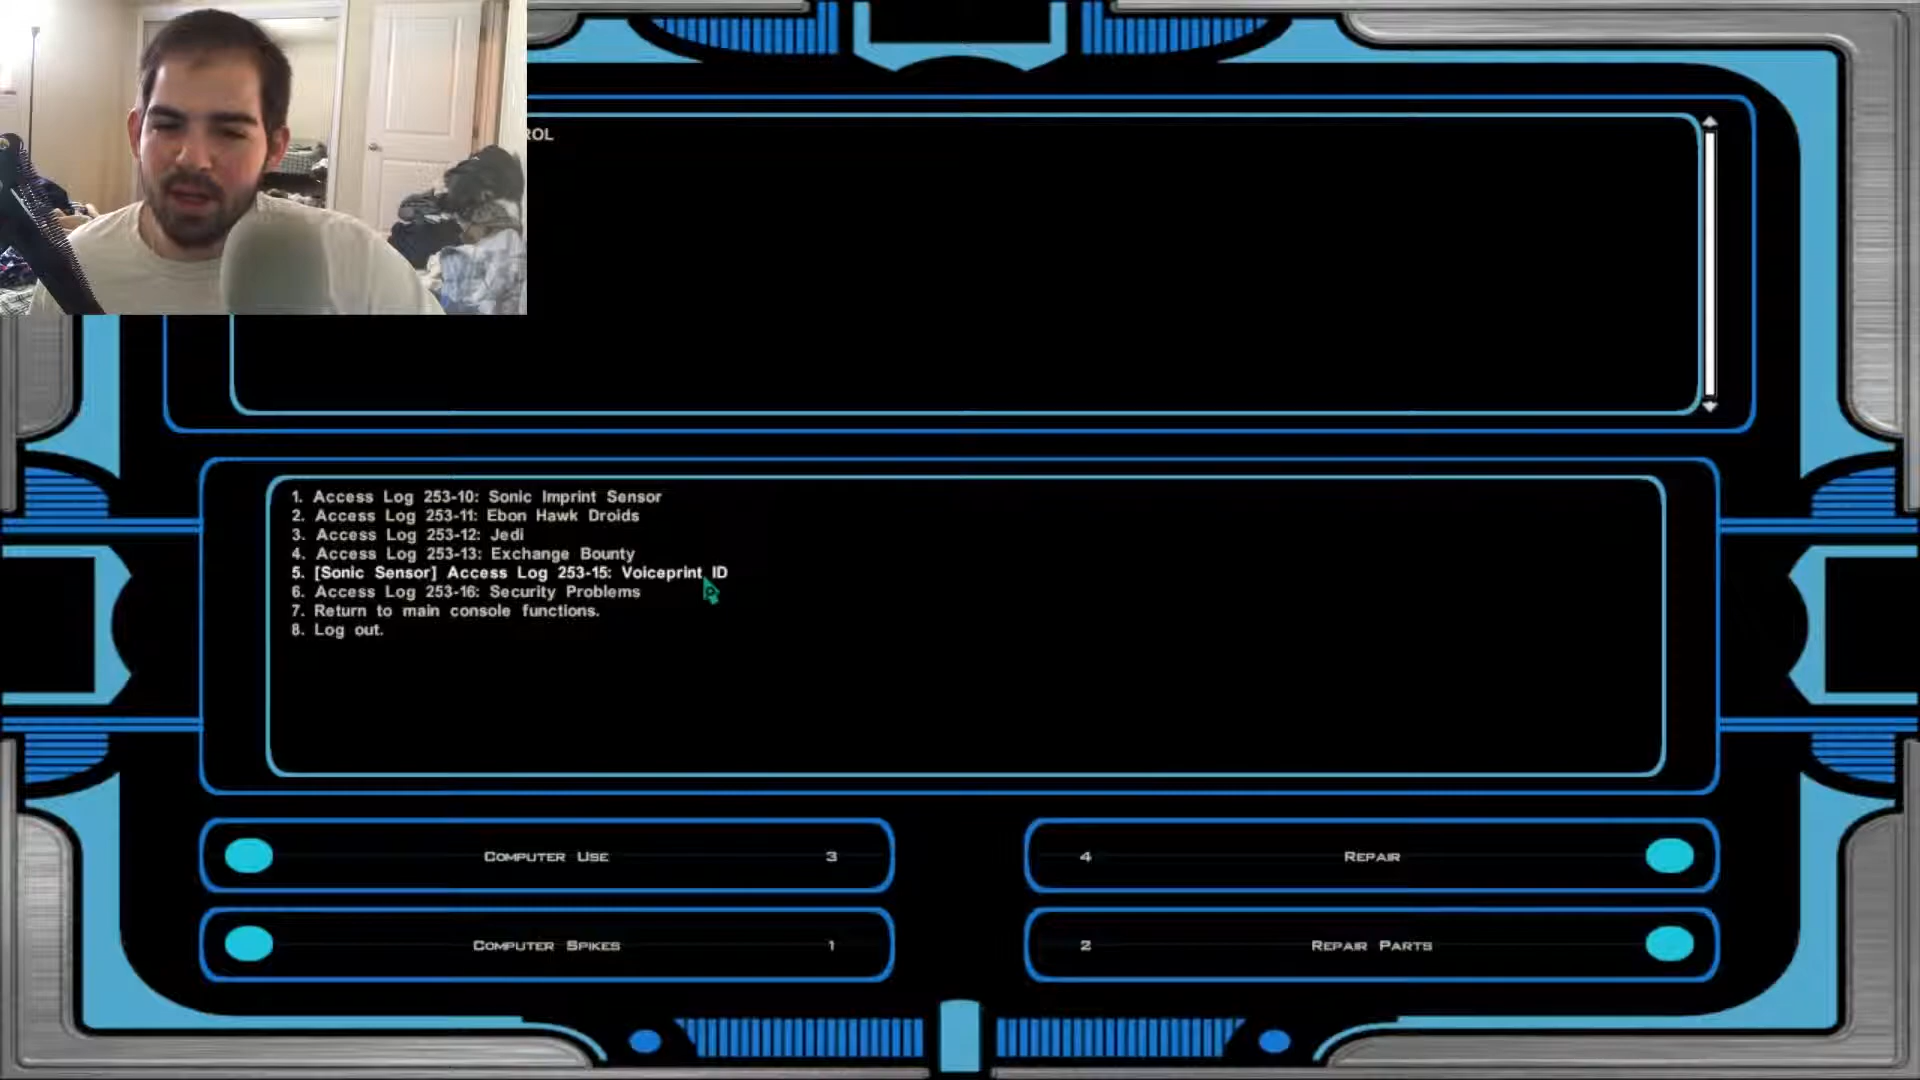 ROL
1. Access Log 253-10: Sonic Imprint Sensor
2. Access Log 253-11: Ebon Hawk Droids
3. Access Log 253-12: Jedi
4. Access Log 253-13: Exchange Bounty
5. [Sonic Sensor] Access Log 253-15: Voiceprint ID
6. Access Log 253-16: Security Problems
7. Return to main console functions.
8. Log out.
Computer Use 3
4 Repair
Computer Spikes 1
2 Repair Parts